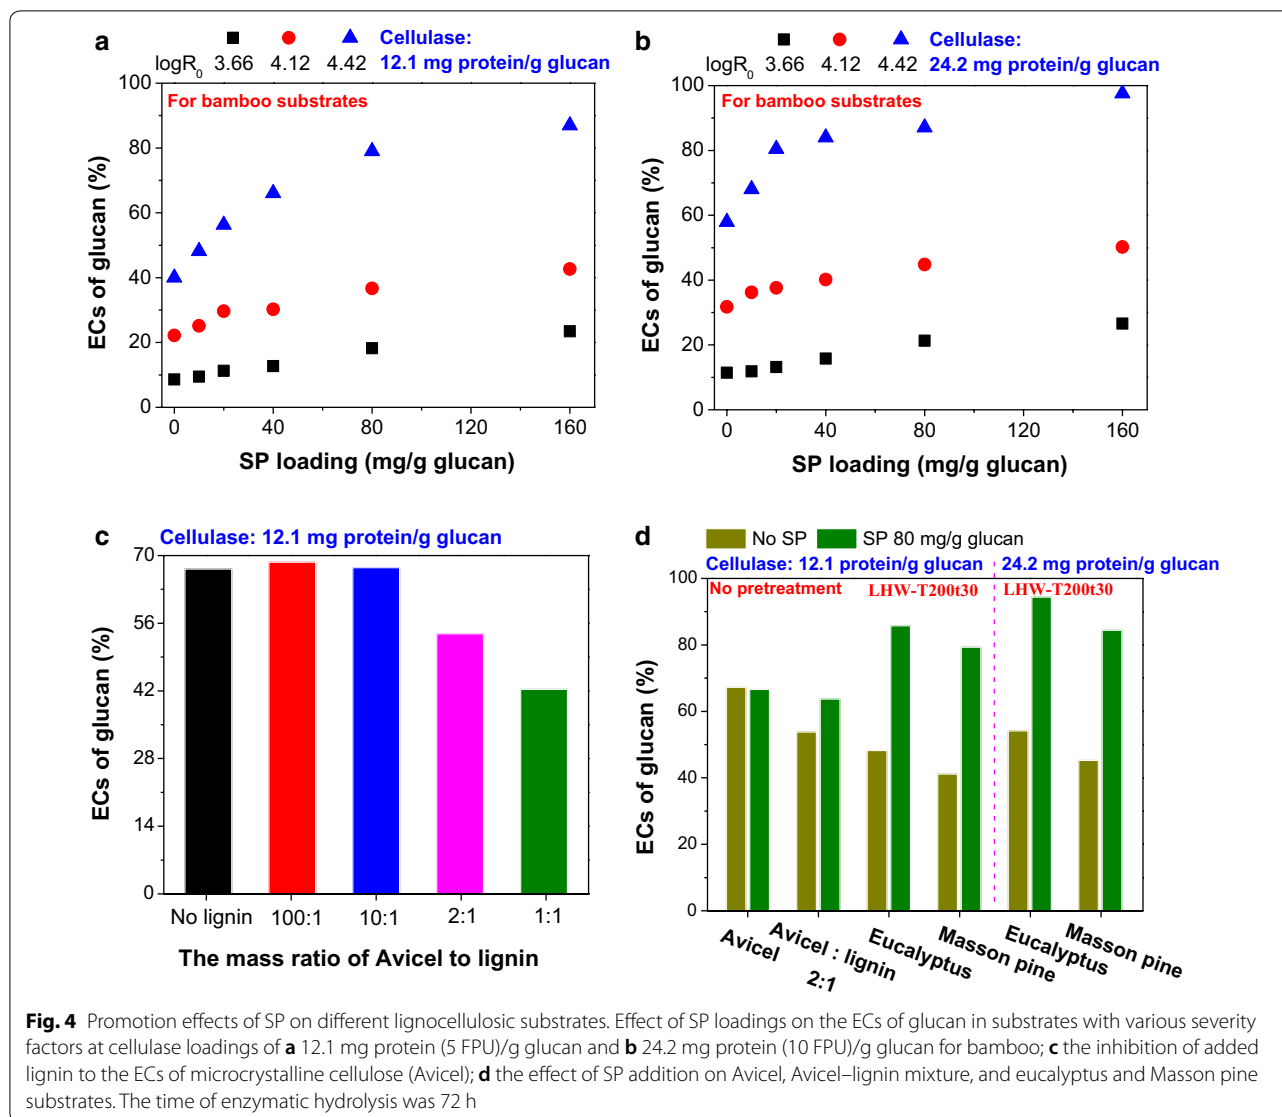 a
logR0 3.66 4.12 4.42
Cellulase:
12.1 mg protein/g glucan
For bamboo substrates
ECs of glucan (%)
100
80
60
40
20
0
0 40 80 120 160
SP loading (mg/g glucan)
b
logR0 3.66 4.12 4.42
Cellulase:
24.2 mg protein/g glucan
For bamboo substrates
ECs of glucan (%)
100
80
60
40
20
0
0 40 80 120 160
SP loading (mg/g glucan)
c
Cellulase: 12.1 mg protein/g glucan
ECs of glucan (%)
70
56
42
28
14
0
No lignin 100:1 10:1 2:1 1:1
The mass ratio of Avicel to lignin
d
No SP SP 80 mg/g glucan
Cellulase: 12.1 protein/g glucan 24.2 mg protein/g glucan
No pretreatment LHW-T200t30 LHW-T200t30
ECs of glucan (%)
100
80
60
40
20
0
Avicel
Avicel : lignin
2:1
Eucalyptus
Masson pine
Eucalyptus
Masson pine
Fig. 4 Promotion effects of SP on different lignocellulosic substrates. Effect of SP loadings on the ECs of glucan in substrates with various severity
factors at cellulase loadings of a 12.1 mg protein (5 FPU)/g glucan and b 24.2 mg protein (10 FPU)/g glucan for bamboo; c the inhibition of added
lignin to the ECs of microcrystalline cellulose (Avicel); d the effect of SP addition on Avicel, Avicel–lignin mixture, and eucalyptus and Masson pine
substrates. The time of enzymatic hydrolysis was 72 h